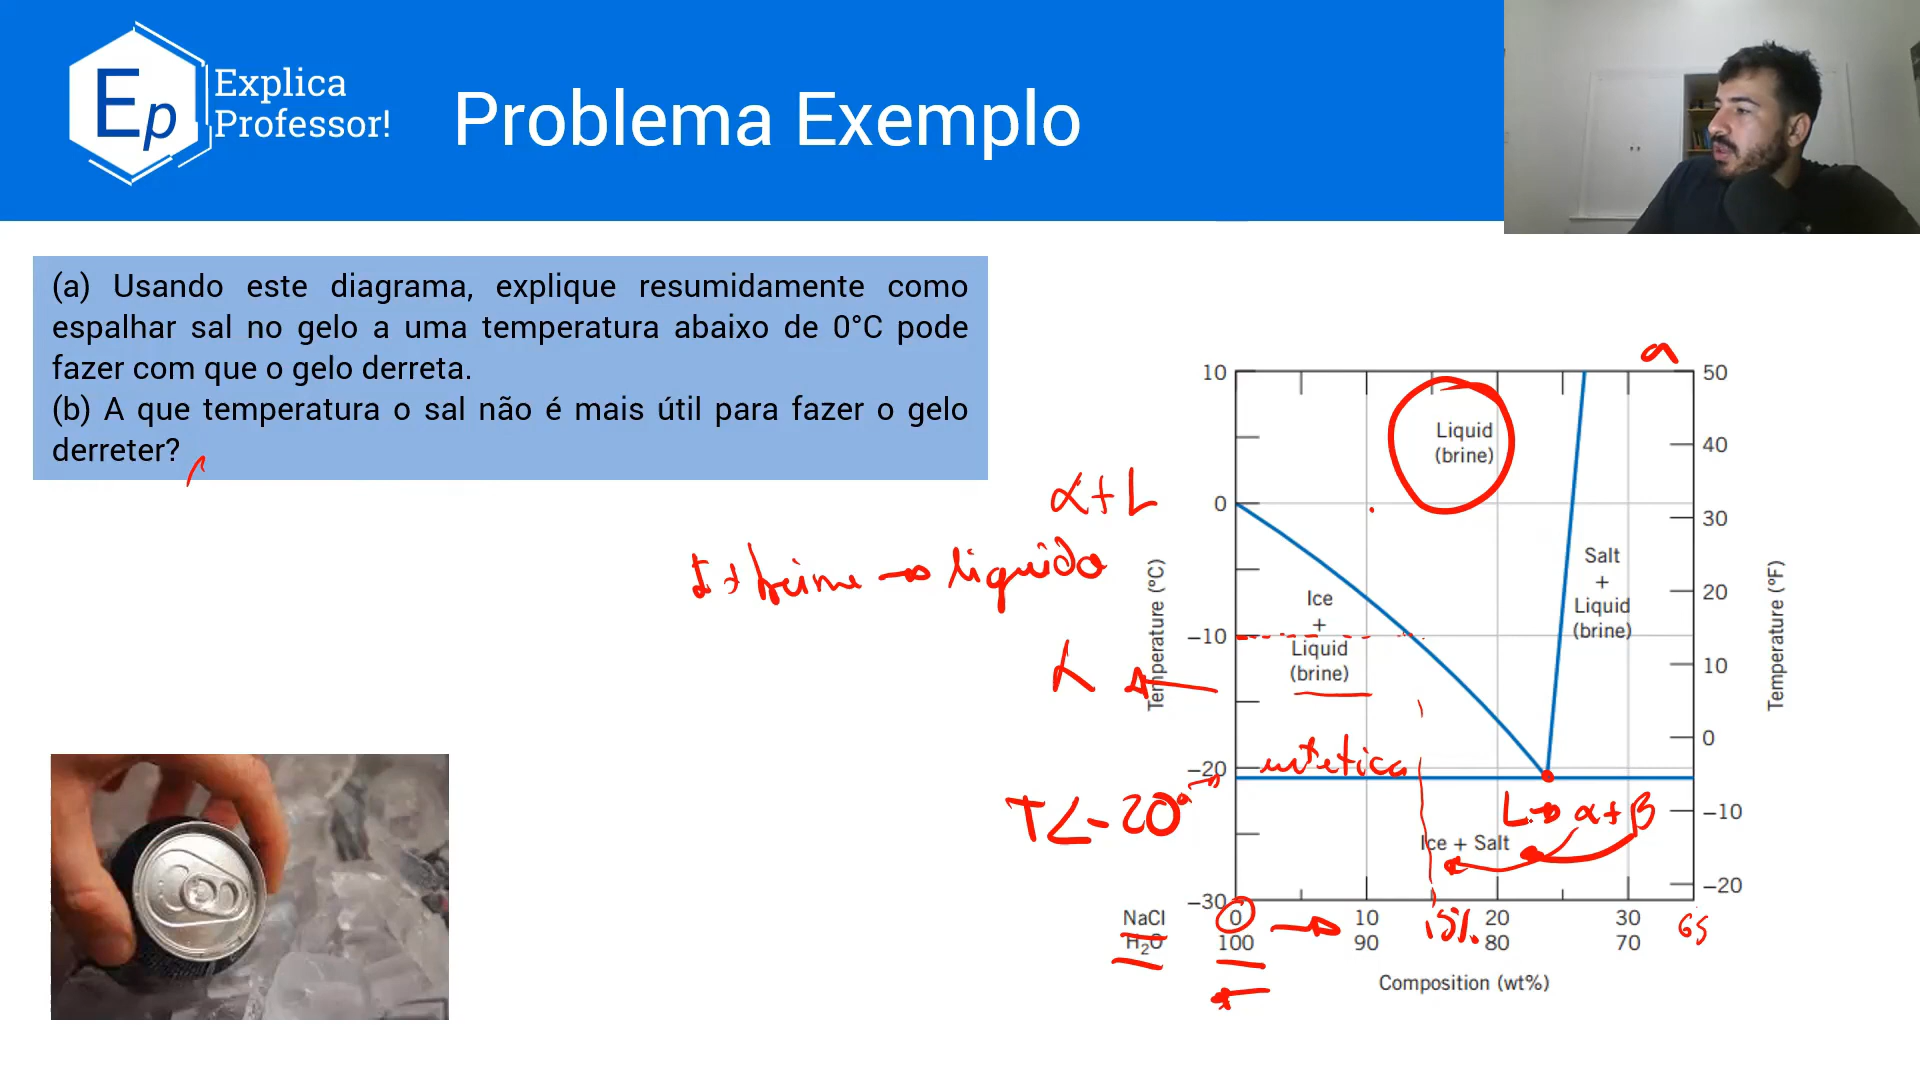 Ep
Explica
Professor!
Problema Exemplo
(a) Usando este diagrama, explique resumidamente como
espalhar sal no gelo a uma temperatura abaixo de 0°C pode
fazer com que o gelo derreta.
(b) A que temperatura o sal não é mais útil para fazer o gelo
derreter?
α+L
liquido
L
T<-20°
eutetica
L→α+β
15%
65
a
10
0
−10
−20
−30
Temperature (°C)
Liquid
(brine)
Ice
+
Liquid
(brine)
Salt
+
Liquid
(brine)
Ice + Salt
50
40
30
20
10
0
−10
−20
Temperature (°F)
NaCl 0 10 20 30
H₂O 100 90 80 70
Composition (wt%)